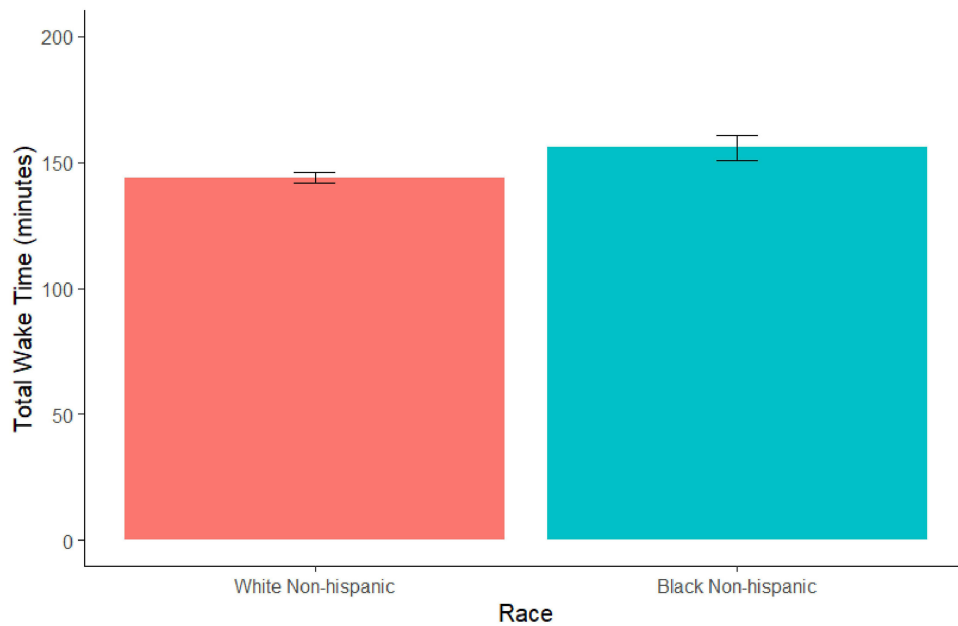 200
150
100
50
0
Total Wake Time (minutes)
White Non-hispanic
Black Non-hispanic
Race